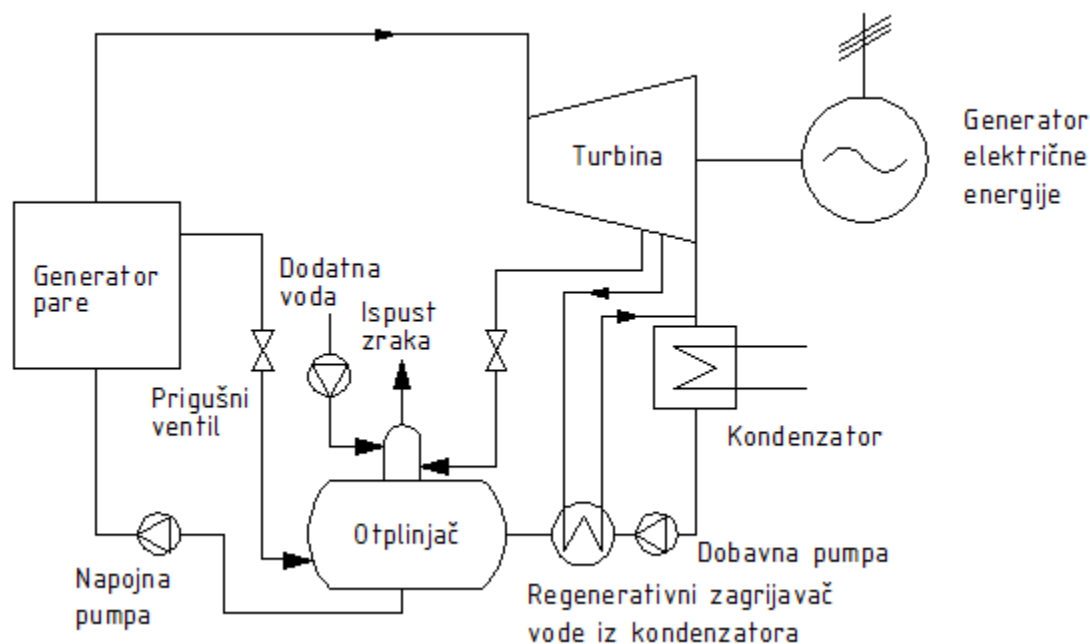 Generator
električne
energije
Turbina
Generator
pare
Dodatna
voda
Ispust
zraka
Prigušni
ventil
Kondenzator
Otplinjač
Dobavna pumpa
Napojna
pumpa
Regenerativni zagrijavač
vode iz kondenzatora